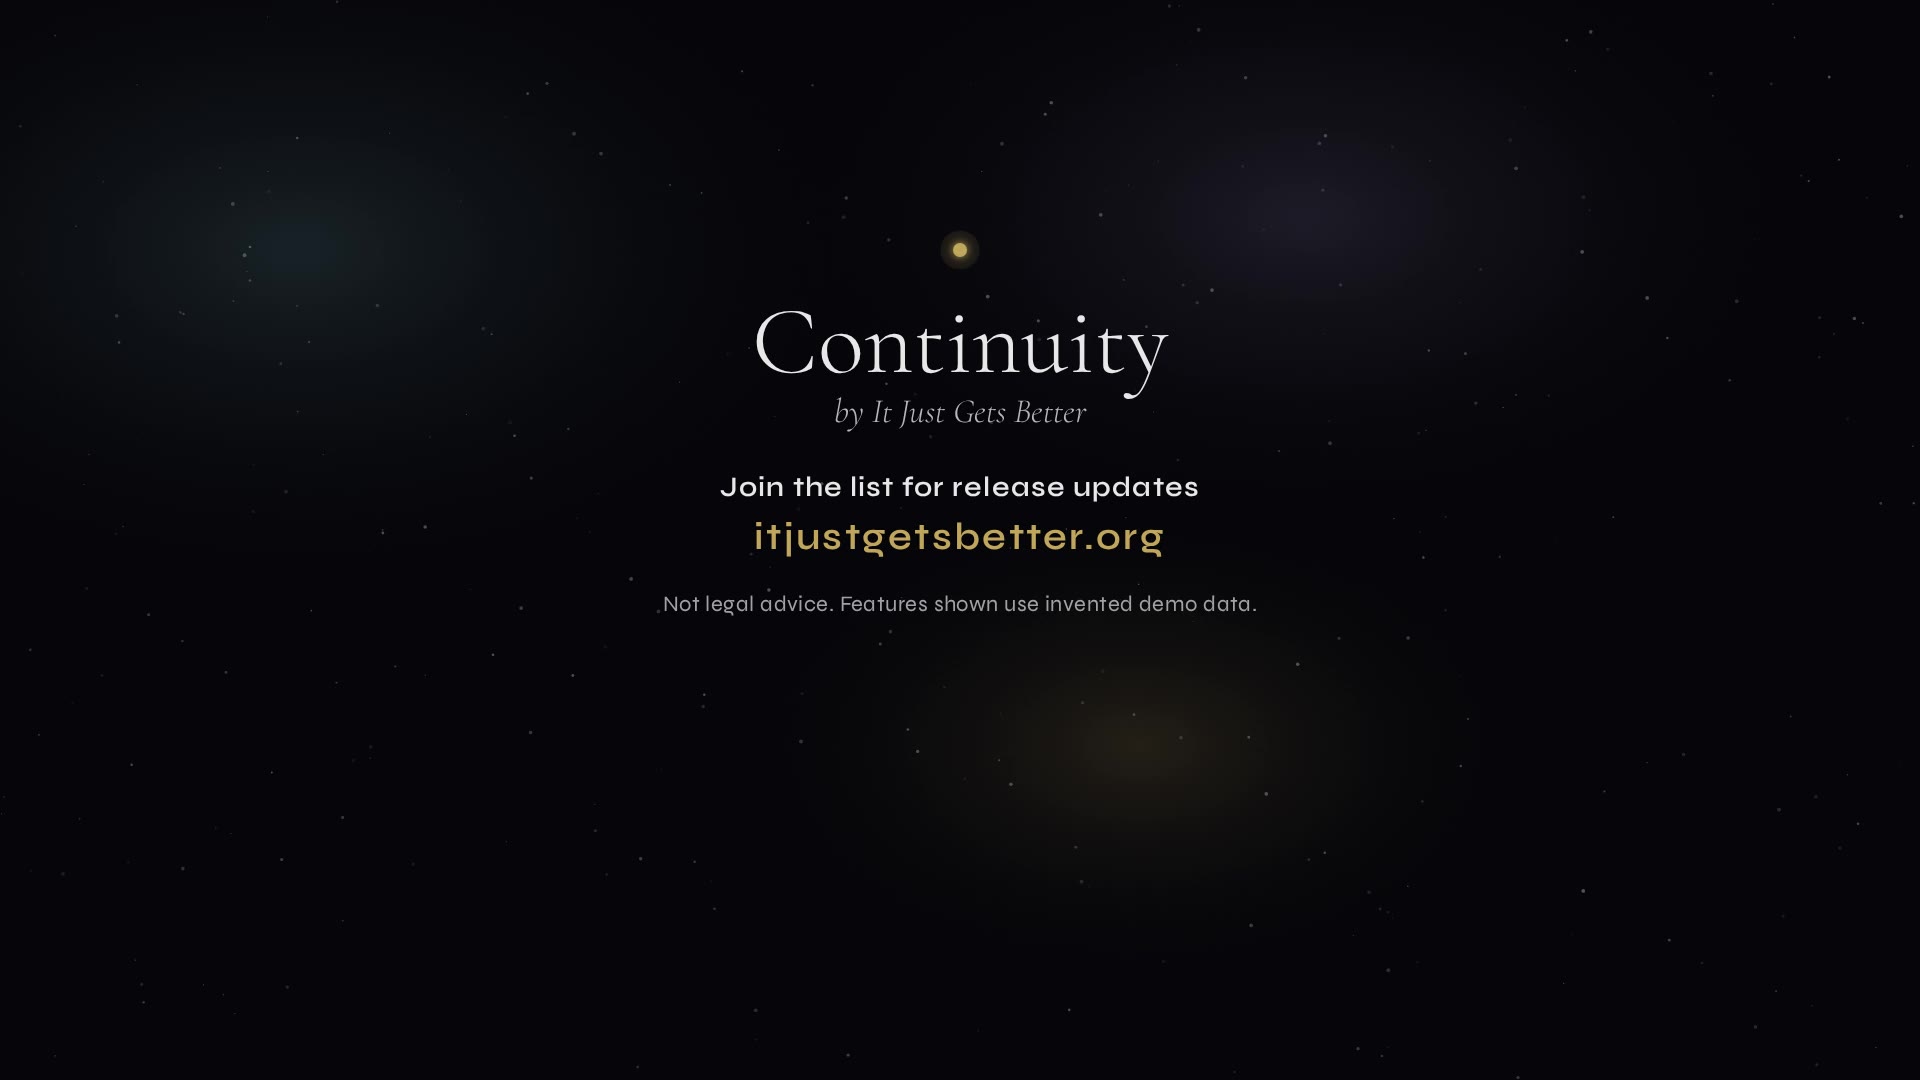 Continuity
by It Just Gets Better
Join the list for release updates
itjustgetsbetter.org
Not legal advice. Features shown use invented demo data.